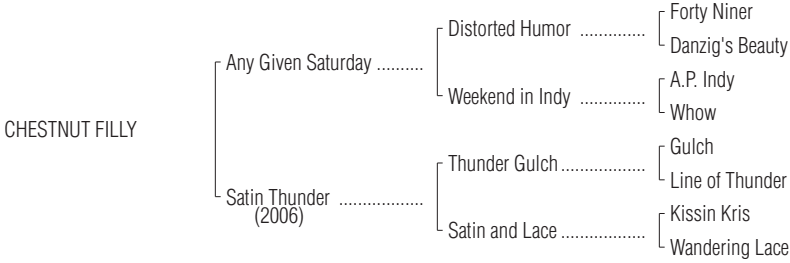 Forty Niner
Distorted Humor ..............
Danzig's Beauty
Any Given Saturday ..........
A.P. Indy
Weekend in Indy ..............
Whow
CHESTNUT FILLY
Gulch
Thunder Gulch ..................
Line of Thunder
Satin Thunder ..................
(2006)
Kissin Kris
Satin and Lace ..................
Wandering Lace